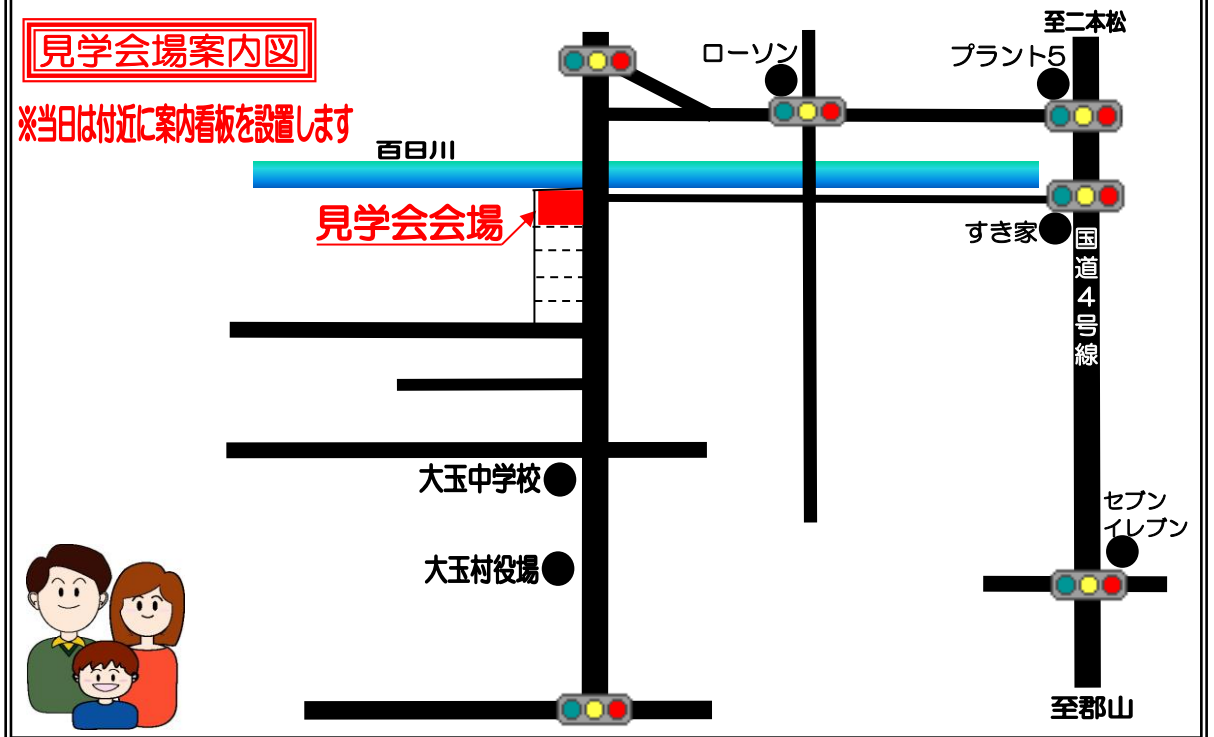 見学会場案内図
※当日は付近に案内看板を設置します
至二本松
ローソン
プラント5
百日川
見学会会場
すき家
国道4号線
大玉中学校
大玉村役場
セブン
イレブン
至郡山